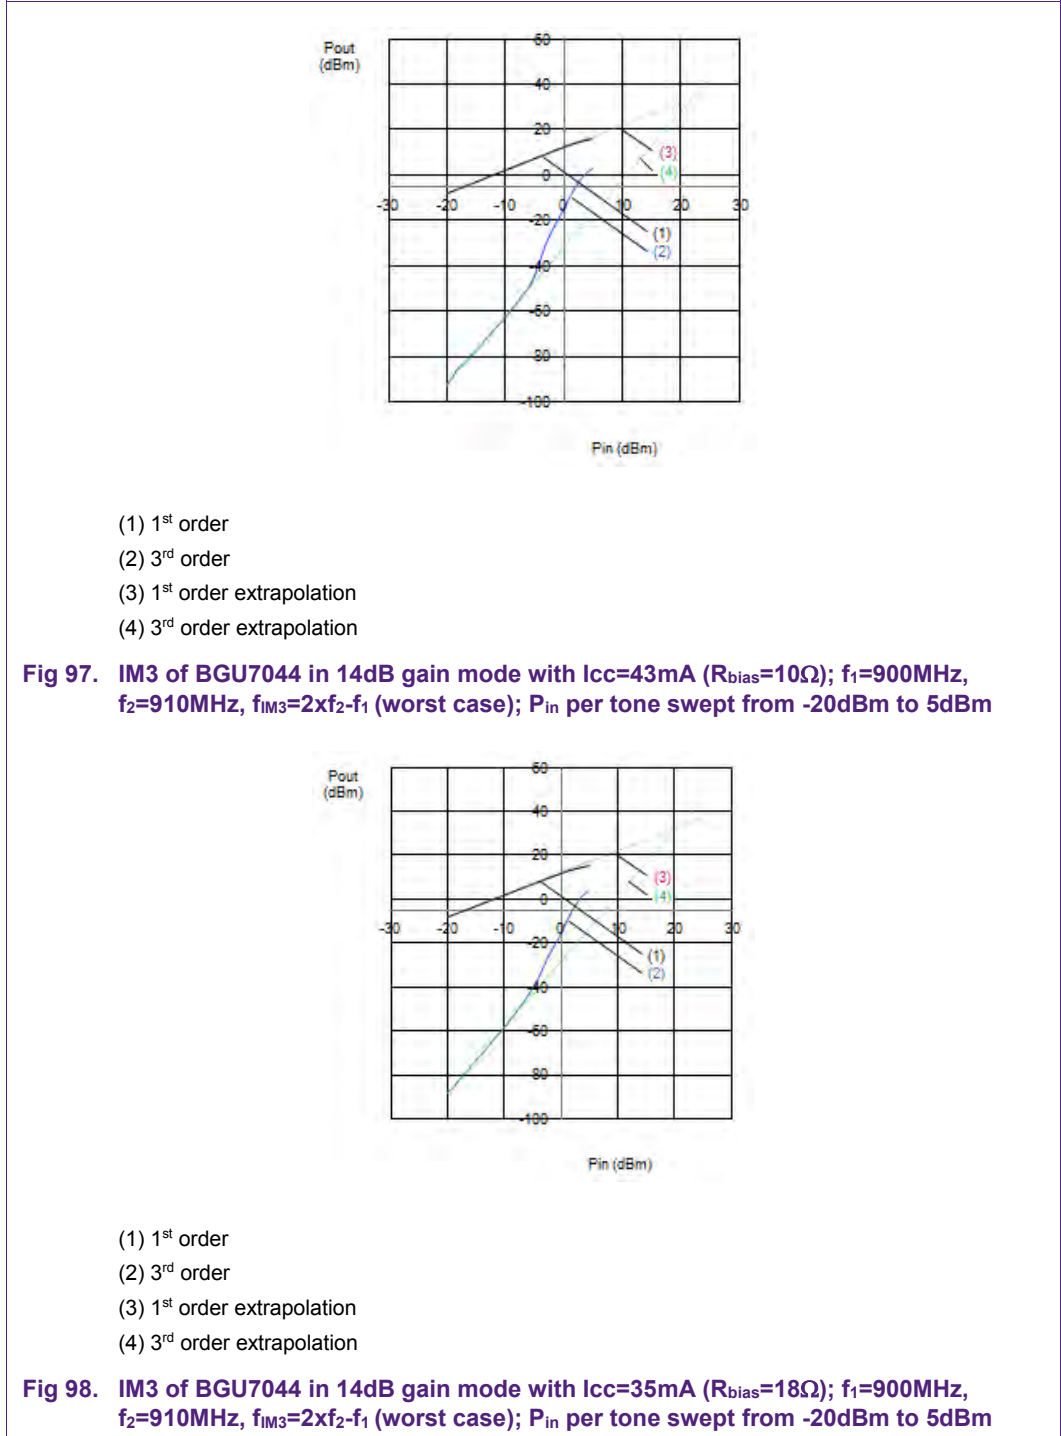 Pout
(dBm)
60
40
20
0
-30 -20 -10 0 10 20 30
-20
-40
-60
-80
-100
(3)
(4)
(1)
(2)
Pin (dBm)
(1) 1st order
(2) 3rd order
(3) 1st order extrapolation
(4) 3rd order extrapolation
Fig 97. IM3 of BGU7044 in 14dB gain mode with Icc=43mA (Rbias=10Ω); f1=900MHz,
f2=910MHz, fIM3=2xf2-f1 (worst case); Pin per tone swept from -20dBm to 5dBm
Pout
(dBm)
60
40
20
0
-30 -20 -10 0 10 20 30
-20
-40
-60
-80
-100
(3)
(4)
(1)
(2)
Pin (dBm)
(1) 1st order
(2) 3rd order
(3) 1st order extrapolation
(4) 3rd order extrapolation
Fig 98. IM3 of BGU7044 in 14dB gain mode with Icc=35mA (Rbias=18Ω); f1=900MHz,
f2=910MHz, fIM3=2xf2-f1 (worst case); Pin per tone swept from -20dBm to 5dBm